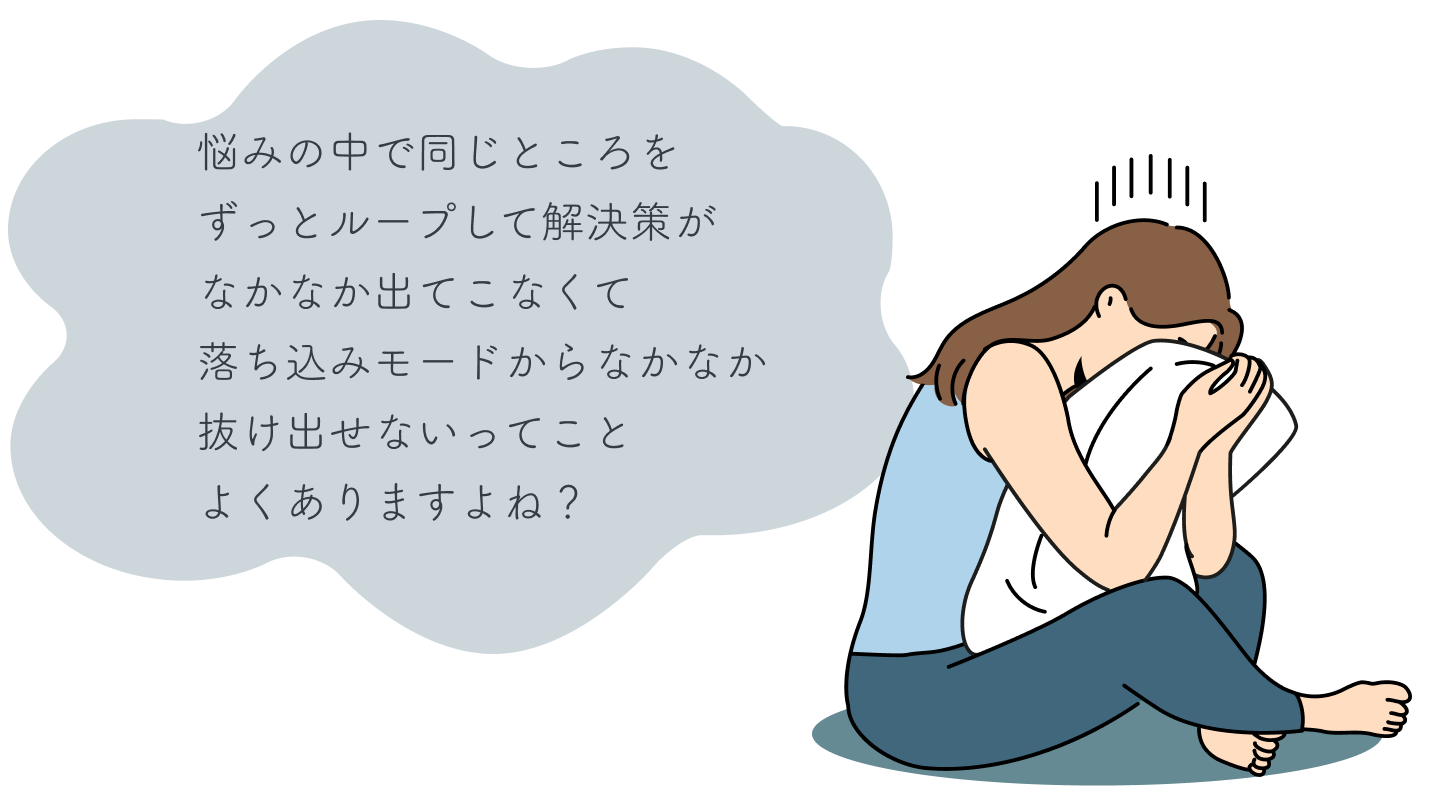 悩みの中で同じところを
ずっとループして解決策が
なかなか出てこなくて
落ち込みモードからなかなか
抜け出せないってこと
よくありますよね？